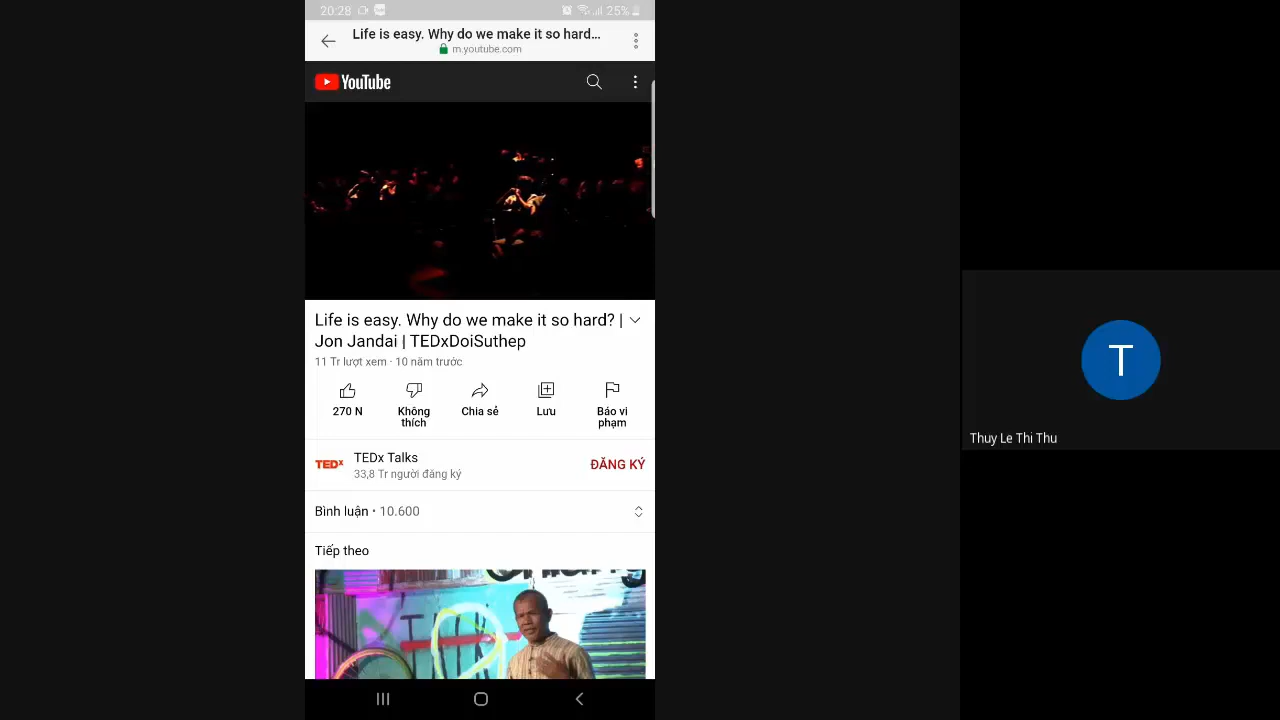 20:28
25%
Life is easy. Why do we make it so hard...
m.youtube.com
YouTube
Life is easy. Why do we make it so hard? |
Jon Jandai | TEDxDoiSuthep
11 Tr lượt xem · 10 năm trước
270 N
Không thích
Chia sẻ
Lưu
Báo vi phạm
TEDx
TEDx Talks
33,8 Tr người đăng ký
ĐĂNG KÝ
Bình luận • 10.600
Tiếp theo
T
Thuy Le Thi Thu